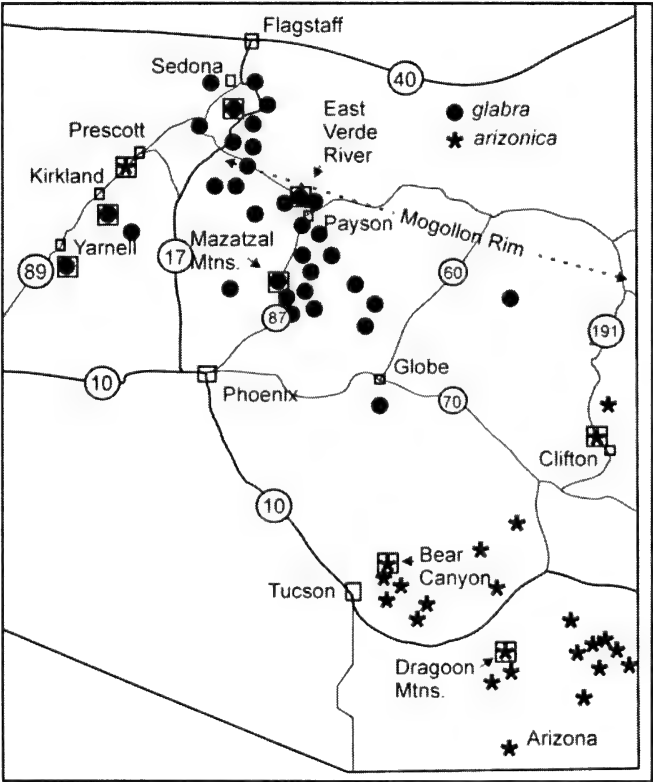 Flagstaff
Sedona
40
East
Verde
River
glabra
arizonica
Prescott
Kirkland
Payson
Mogollon Rim
Yarnell
Mazatzal
Mtns.
17
89
60
87
191
10
Phoenix
Globe
70
Clifton
10
Bear
Canyon
Tucson
Dragoon
Mtns.
Arizona